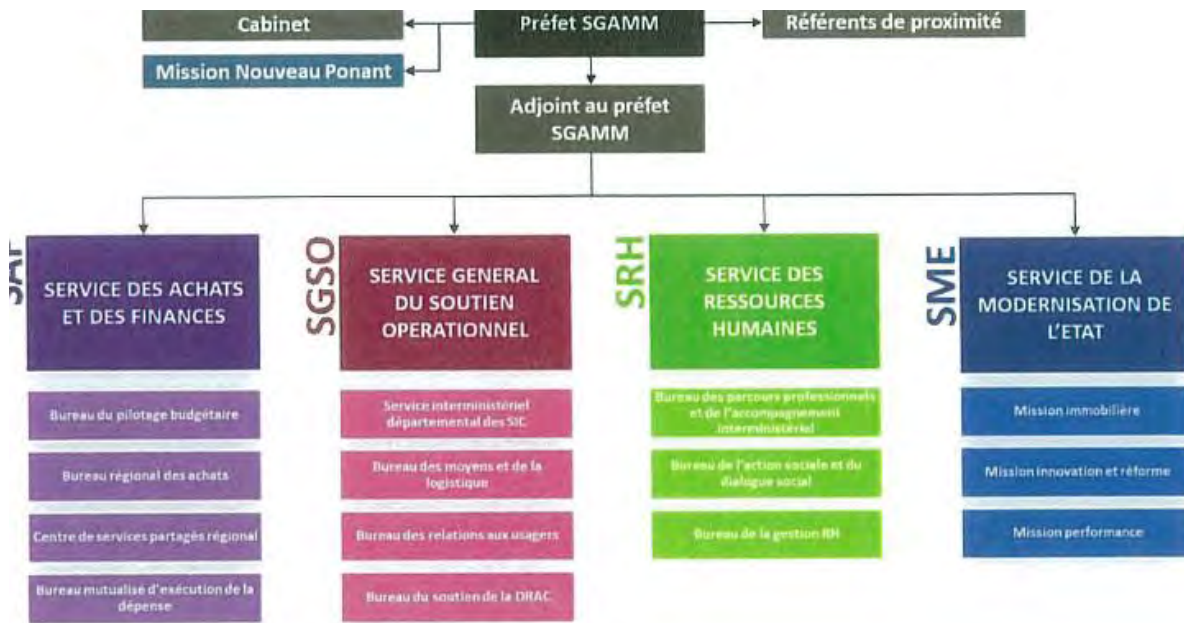 Cabinet
Préfet SGAMM
Référents de proximité
Mission Nouveau Ponant
Adjoint au préfet
SGAMM
SERVICE DES ACHATS
ET DES FINANCES
Bureau du pilotage budgétaire
Bureau régional des achats
Centre de services partagés régional
Bureau mutualisé d'exécution de la
dépense
SGSO
SERVICE GENERAL
DU SOUTIEN
OPERATIONNEL
Service interministériel
départemental des SIC
Bureau des moyens et de la
logistique
Bureau des relations aux usagers
Bureau du soutien de la DRAC
SRH
SERVICE DES
RESSOURCES
HUMAINES
Bureau des parcours professionnels
et de l'accompagnement
interministériel
Bureau de l'action sociale et du
dialogue social
Bureau de la gestion RH
SME
SERVICE DE LA
MODERNISATION DE
L'ETAT
Mission immobilière
Mission innovation et réforme
Mission performance